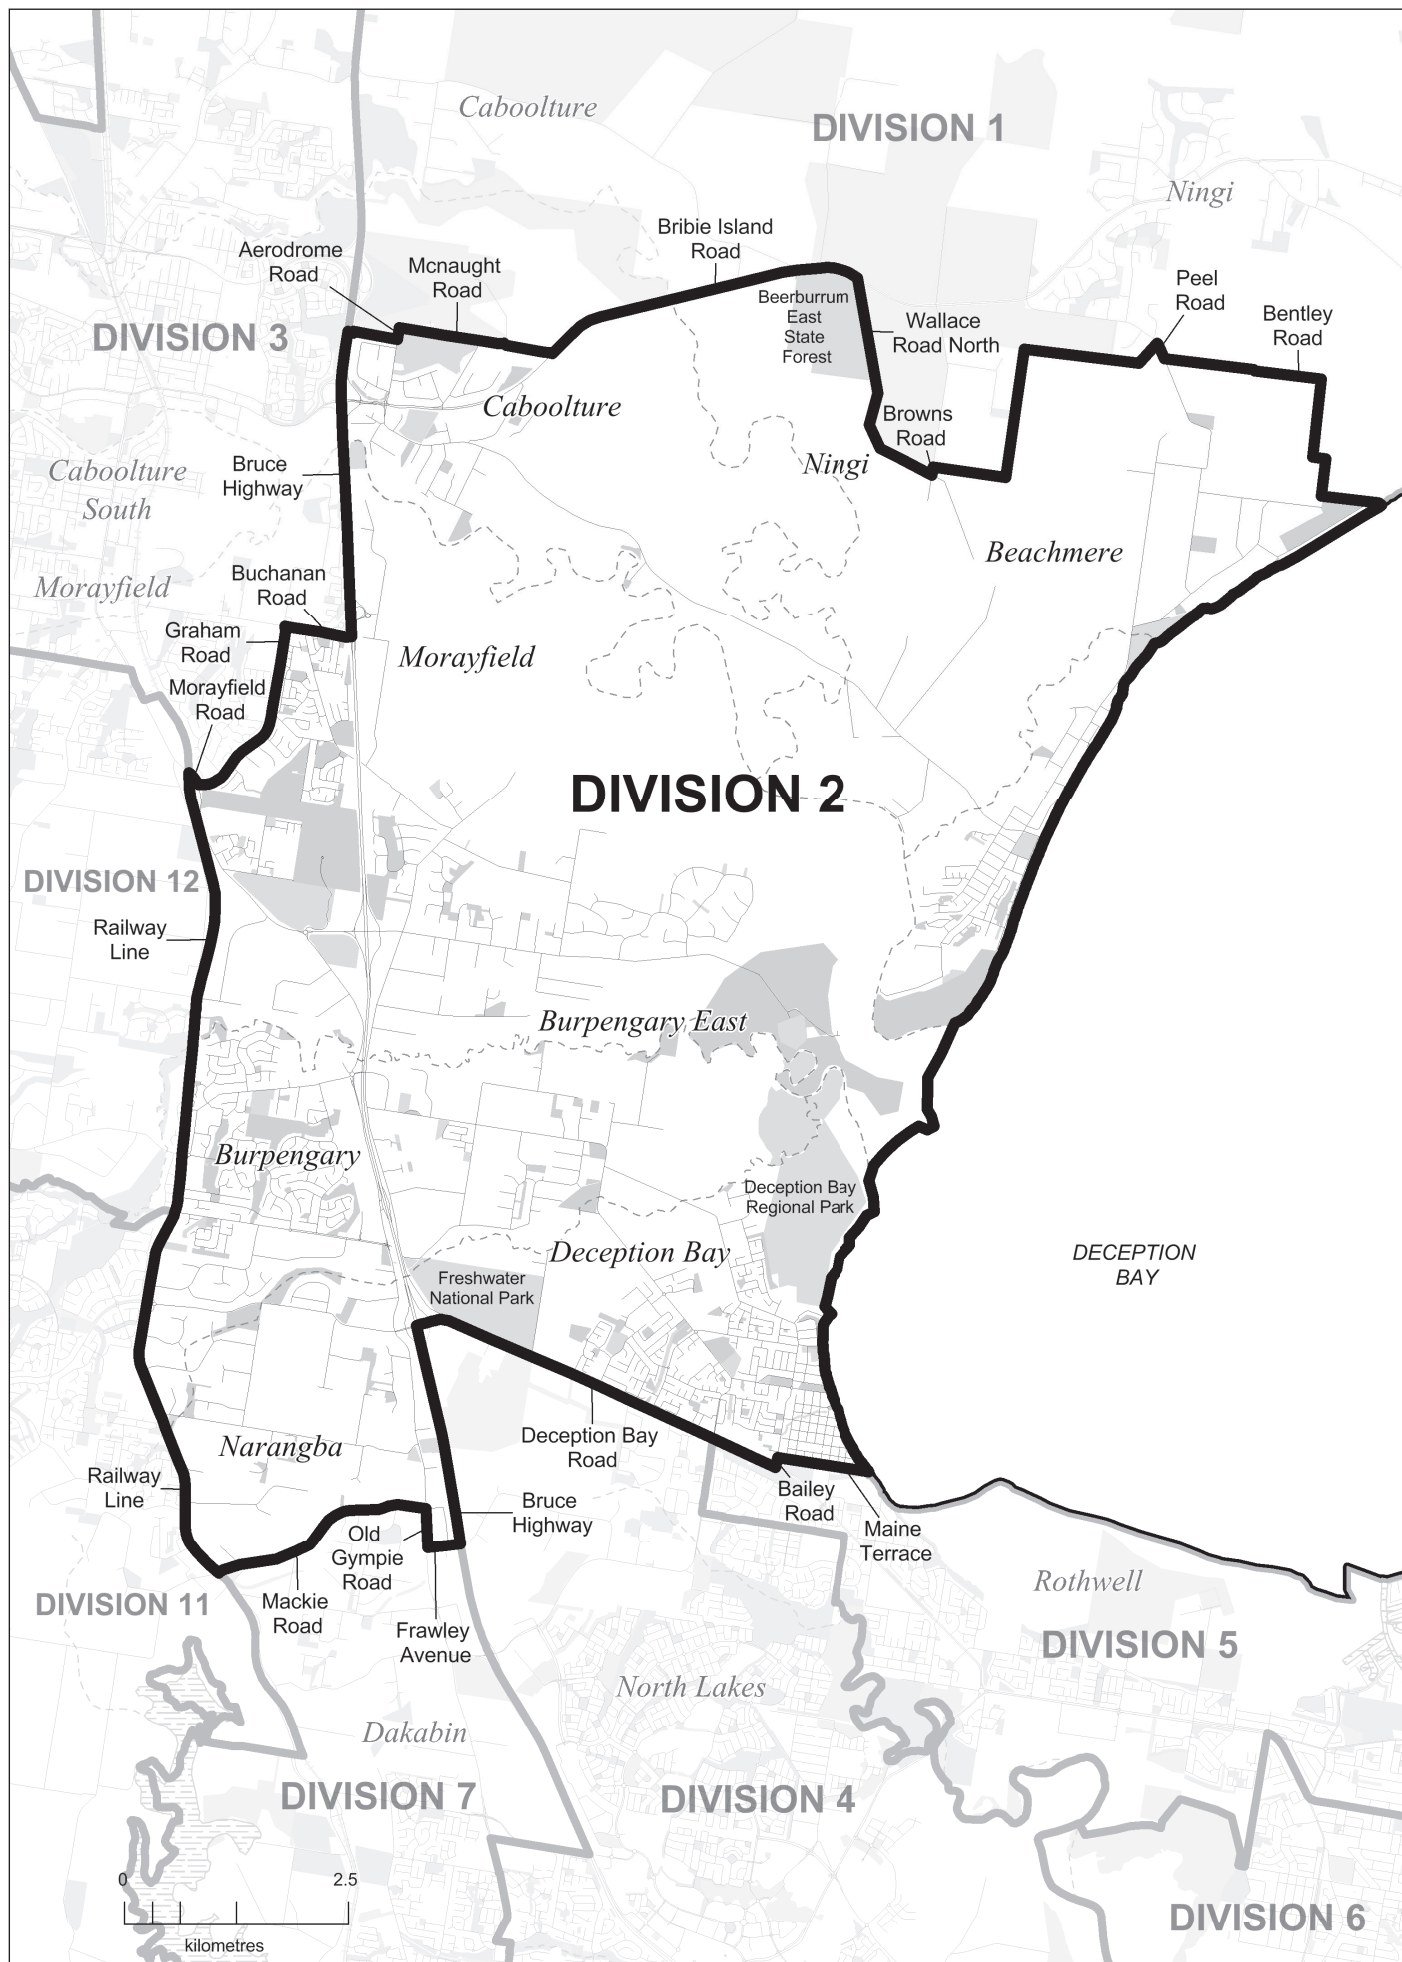 Caboolture
DIVISION 1
Ningi
Bribie Island
Road
Aerodrome
Road
Mcnaught
Road
Peel
Road
Beerburrum
East
State
Forest
Wallace
Road North
Bentley
Road
DIVISION 3
Caboolture
Browns
Road
Ningi
Caboolture
South
Bruce
Highway
Beachmere
Morayfield
Buchanan
Road
Graham
Road
Morayfield
Morayfield
Road
DIVISION 2
DIVISION 12
Railway
Line
Burpengary East
Burpengary
Deception Bay
Regional Park
Deception Bay
DECEPTION
BAY
Freshwater
National Park
Narangba
Deception Bay
Road
Railway
Line
Bailey
Road
Bruce
Highway
Old
Gympie
Road
Maine
Terrace
Rothwell
DIVISION 11
Mackie
Road
Frawley
Avenue
DIVISION 5
North Lakes
Dakabin
DIVISION 7
DIVISION 4
0
2.5
kilometres
DIVISION 6